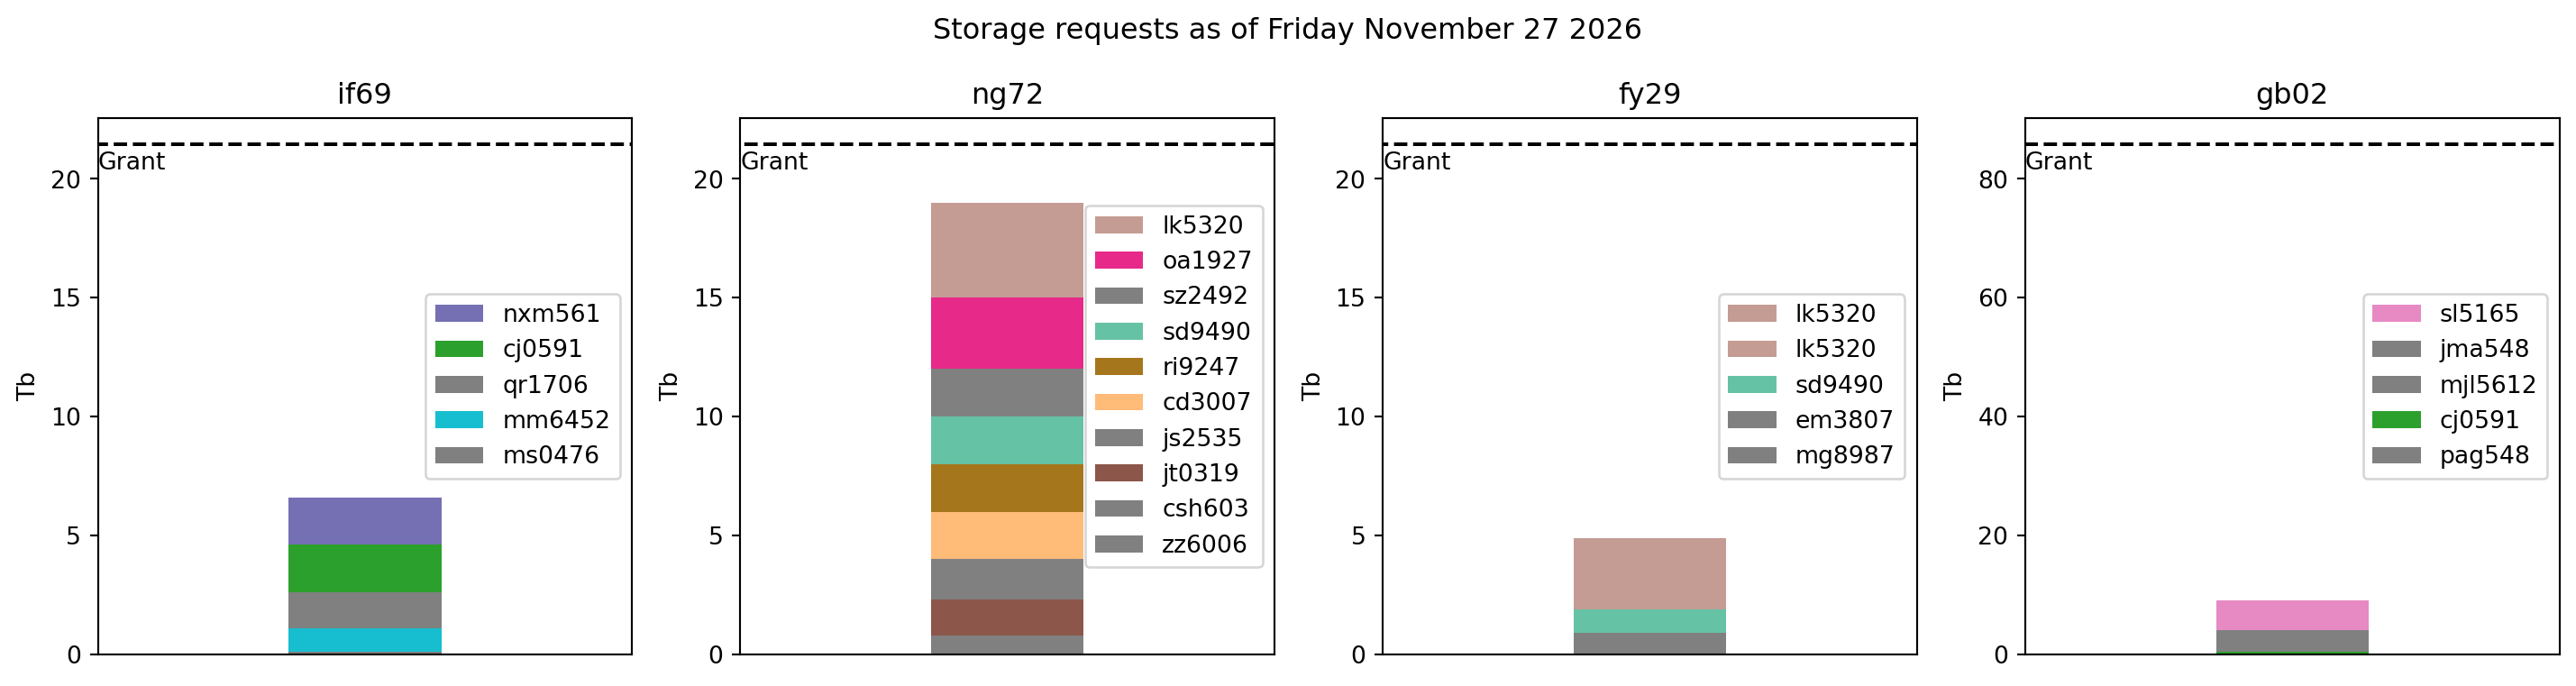 Storage requests as of Friday November 27 2026
if69
Tb
20
15
10
5
0
Grant
nxm561
cj0591
qr1706
mm6452
ms0476
ng72
Tb
20
15
10
5
0
Grant
lk5320
oa1927
sz2492
sd9490
ri9247
cd3007
js2535
jt0319
csh603
zz6006
fy29
Tb
20
15
10
5
0
Grant
lk5320
lk5320
sd9490
em3807
mg8987
gb02
Tb
80
60
40
20
0
Grant
sl5165
jma548
mjl5612
cj0591
pag548